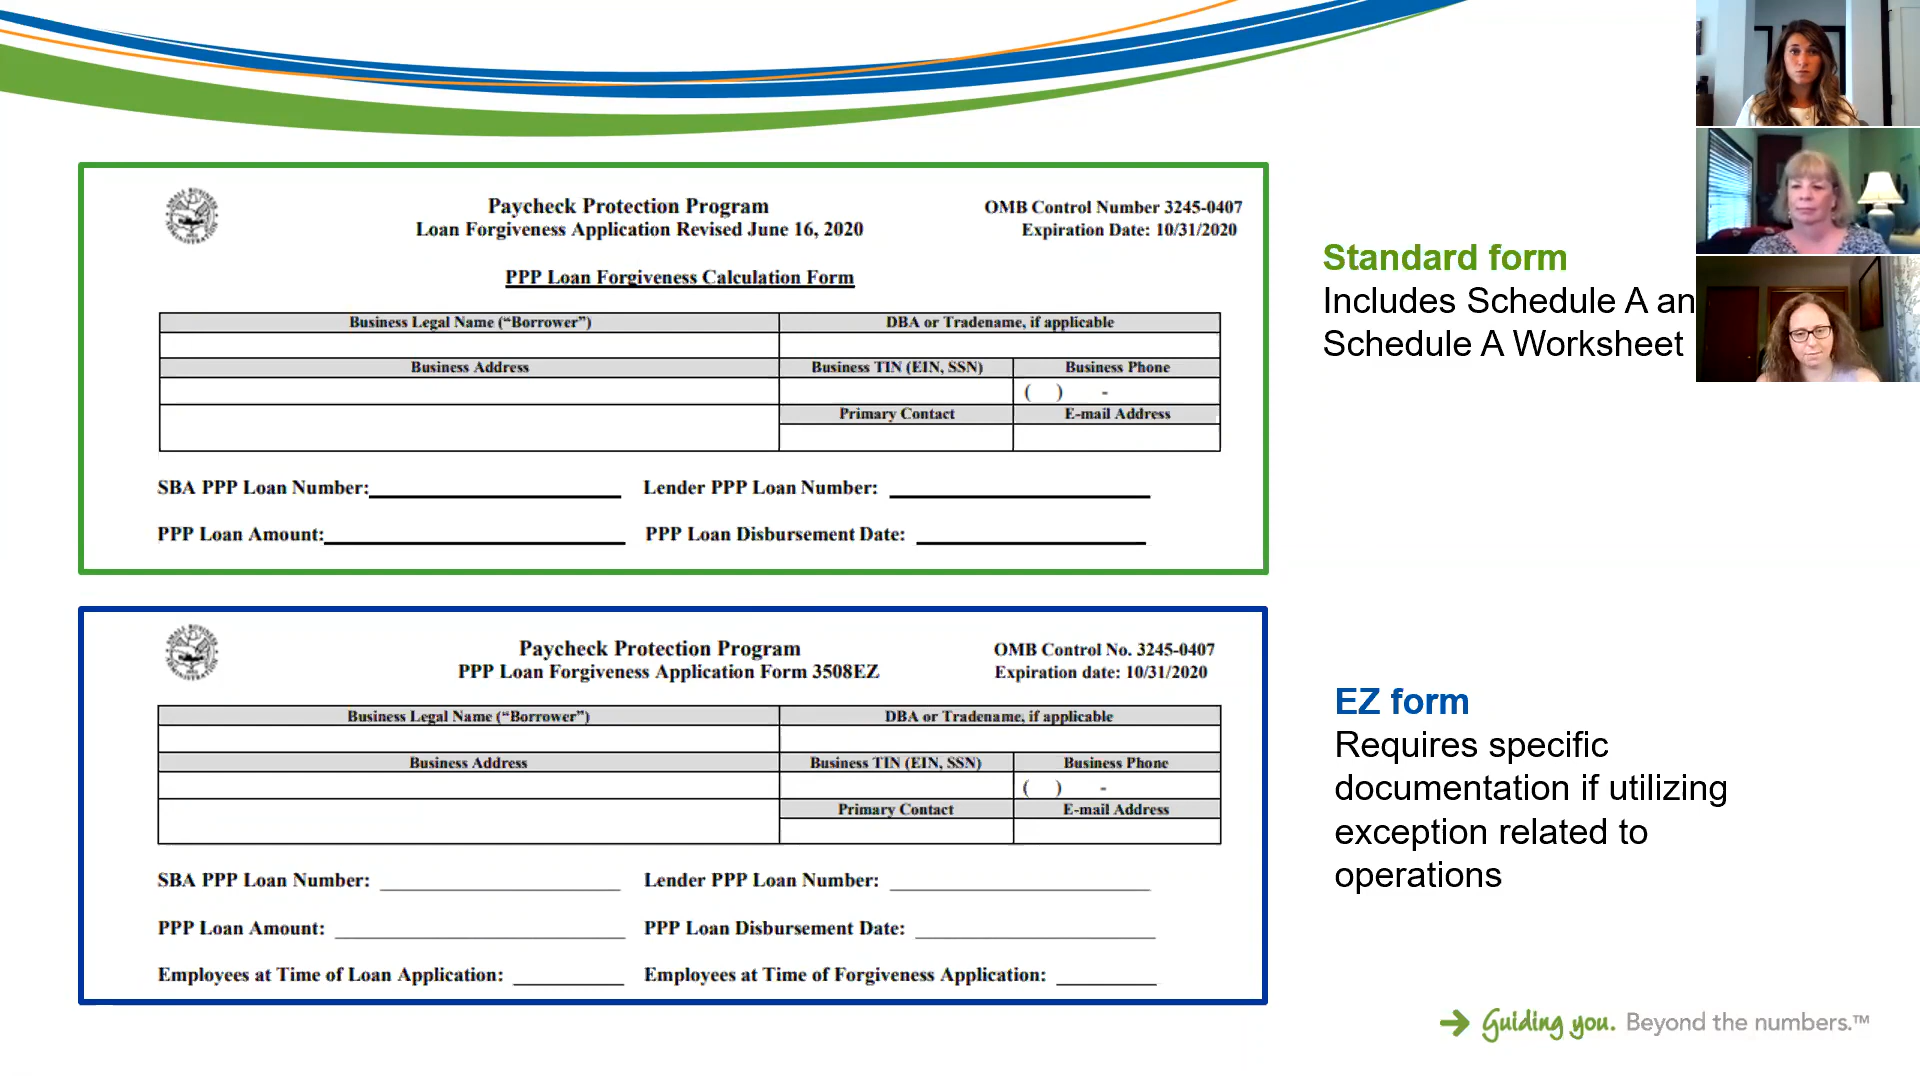 Paycheck Protection Program
Loan Forgiveness Application Revised June 16, 2020
OMB Control Number 3245-0407
Expiration Date: 10/31/2020
PPP Loan Forgiveness Calculation Form
Business Legal Name (“Borrower”)
DBA or Tradename, if applicable
Business Address
Business TIN (EIN, SSN)
Business Phone
( ) -
Primary Contact
E-mail Address
SBA PPP Loan Number:
Lender PPP Loan Number:
PPP Loan Amount:
PPP Loan Disbursement Date:
Standard form
Includes Schedule A an
Schedule A Worksheet
Paycheck Protection Program
PPP Loan Forgiveness Application Form 3508EZ
OMB Control No. 3245-0407
Expiration date: 10/31/2020
Business Legal Name (“Borrower”)
DBA or Tradename, if applicable
Business Address
Business TIN (EIN, SSN)
Business Phone
( ) -
Primary Contact
E-mail Address
SBA PPP Loan Number:
Lender PPP Loan Number:
PPP Loan Amount:
PPP Loan Disbursement Date:
Employees at Time of Loan Application:
Employees at Time of Forgiveness Application:
EZ form
Requires specific
documentation if utilizing
exception related to
operations
Guiding you. Beyond the numbers.™